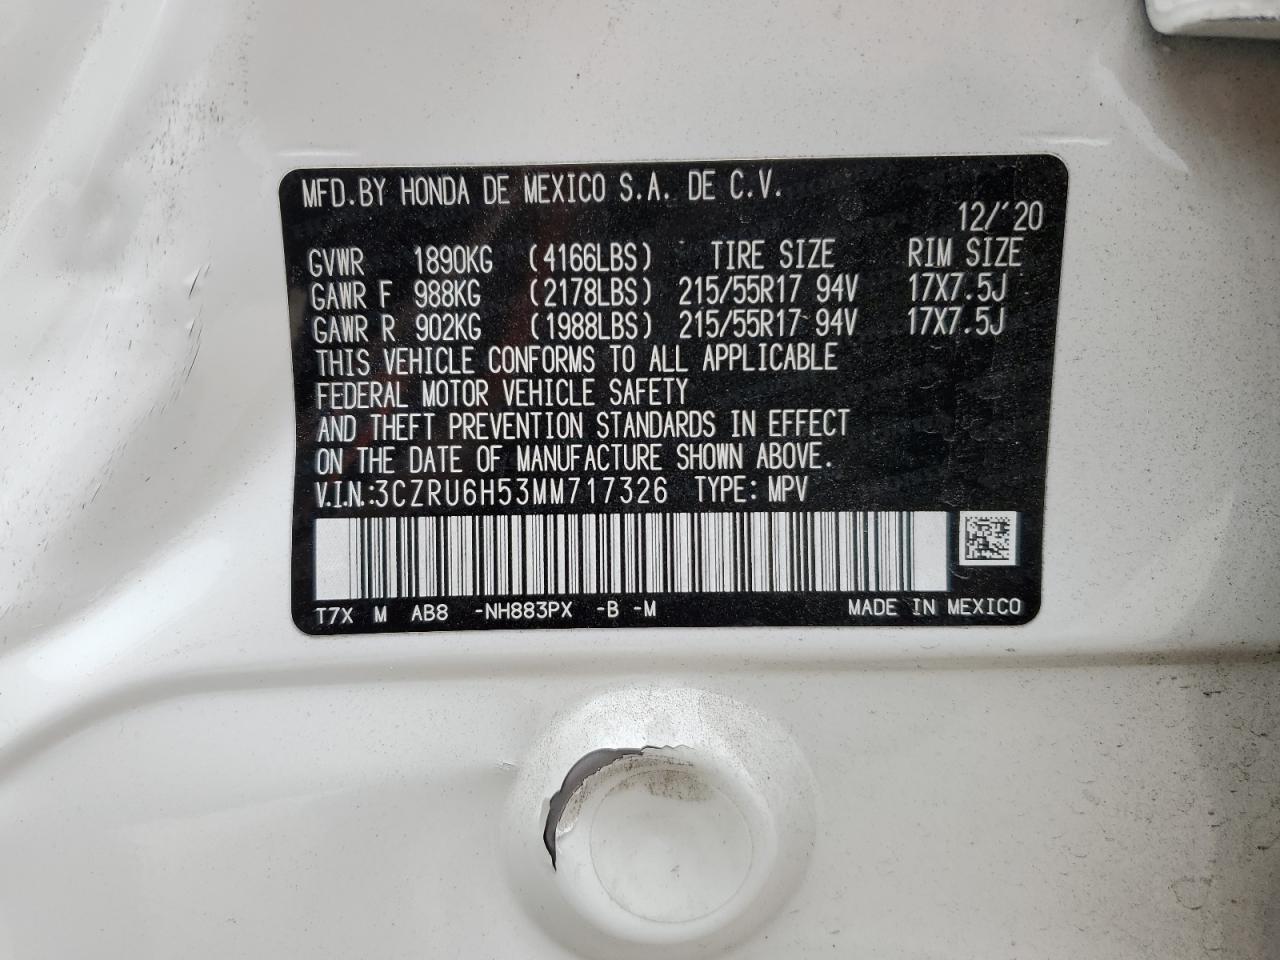 MFD.BY HONDA DE MEXICO S.A. DE C.V.
12/'20
GVWR 1890KG (4166LBS) TIRE SIZE RIM SIZE
GAWR F 988KG (2178LBS) 215/55R17 94V 17X7.5J
GAWR R 902KG (1988LBS) 215/55R17 94V 17X7.5J
THIS VEHICLE CONFORMS TO ALL APPLICABLE
FEDERAL MOTOR VEHICLE SAFETY
AND THEFT PREVENTION STANDARDS IN EFFECT
ON THE DATE OF MANUFACTURE SHOWN ABOVE.
V.I.N.:3CZRU6H53MM717326 TYPE: MPV
T7X M AB8 -NH883PX -B -M MADE IN MEXICO